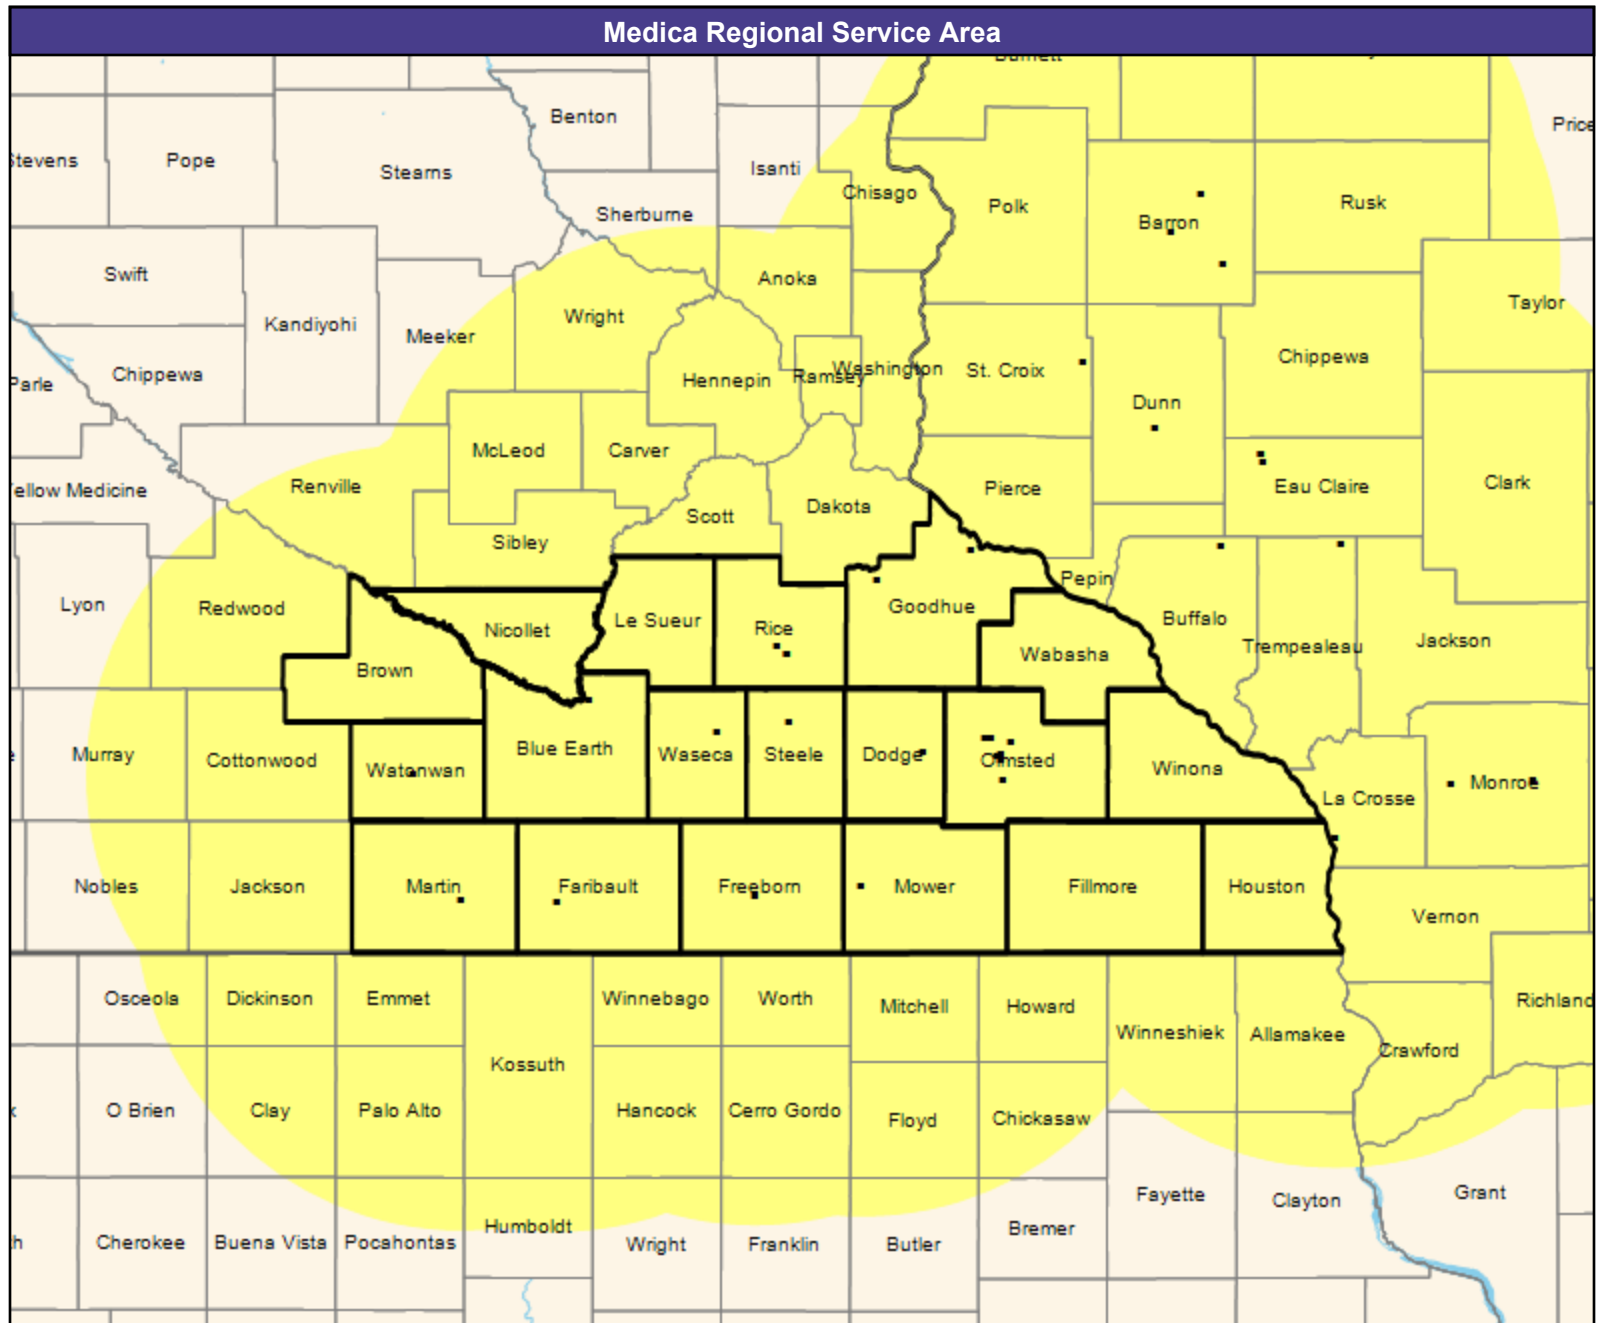 Medica Regional Service Area
Burnett
Benton
Price
Stevens
Pope
Stearns
Isanti
Chisago
Sherburne
Polk
Barron
Rusk
Swift
Anoka
Taylor
Kandiyohi
Wright
Meeker
Chippewa
Parle
Chippewa
Hennepin
Ramsey
Washington
St. Croix
Dunn
McLeod
Carver
Renville
ellow Medicine
Pierce
Eau Claire
Clark
Scott
Dakota
Sibley
Pepin
Lyon
Redwood
Nicollet
Le Sueur
Rice
Goodhue
Buffalo
Trempealeau
Jackson
Brown
Wabasha
Murray
Cottonwood
Watonwan
Blue Earth
Waseca
Steele
Dodge
Olmsted
Winona
La Crosse
Monroe
Nobles
Jackson
Martin
Faribault
Freeborn
Mower
Fillmore
Houston
Vernon
Osceola
Dickinson
Emmet
Winnebago
Worth
Mitchell
Howard
Richland
Winneshiek
Allamakee
Crawford
Kossuth
O Brien
Clay
Palo Alto
Hancock
Cerro Gordo
Floyd
Chickasaw
Fayette
Clayton
Grant
Humboldt
Bremer
h
Cherokee
Buena Vista
Pocahontas
Wright
Franklin
Butler